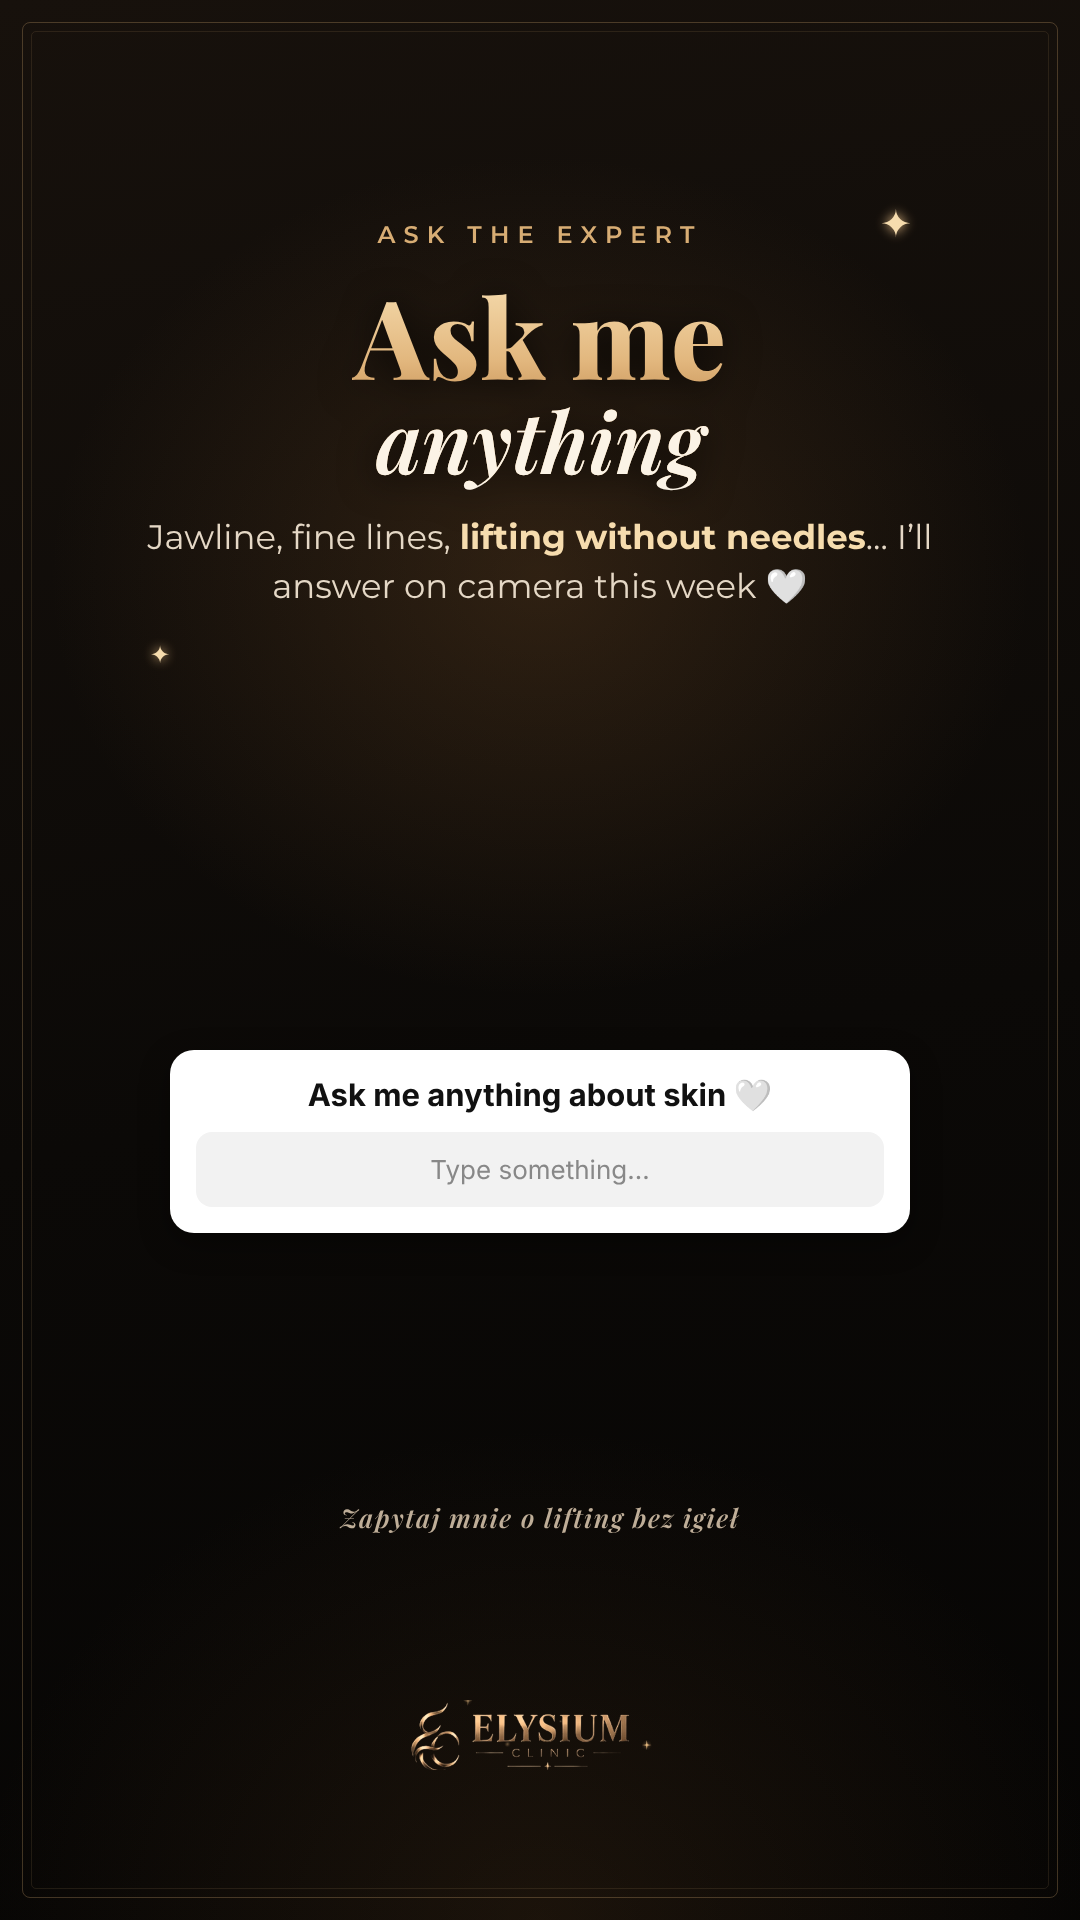 ASK THE EXPERT
Ask me
anything
Jawline, fine lines, lifting without needles... I’ll
answer on camera this week 🤍
Ask me anything about skin 🤍
Type something...
Zapytaj mnie o lifting bez igieł
ELYSIUM
CLINIC